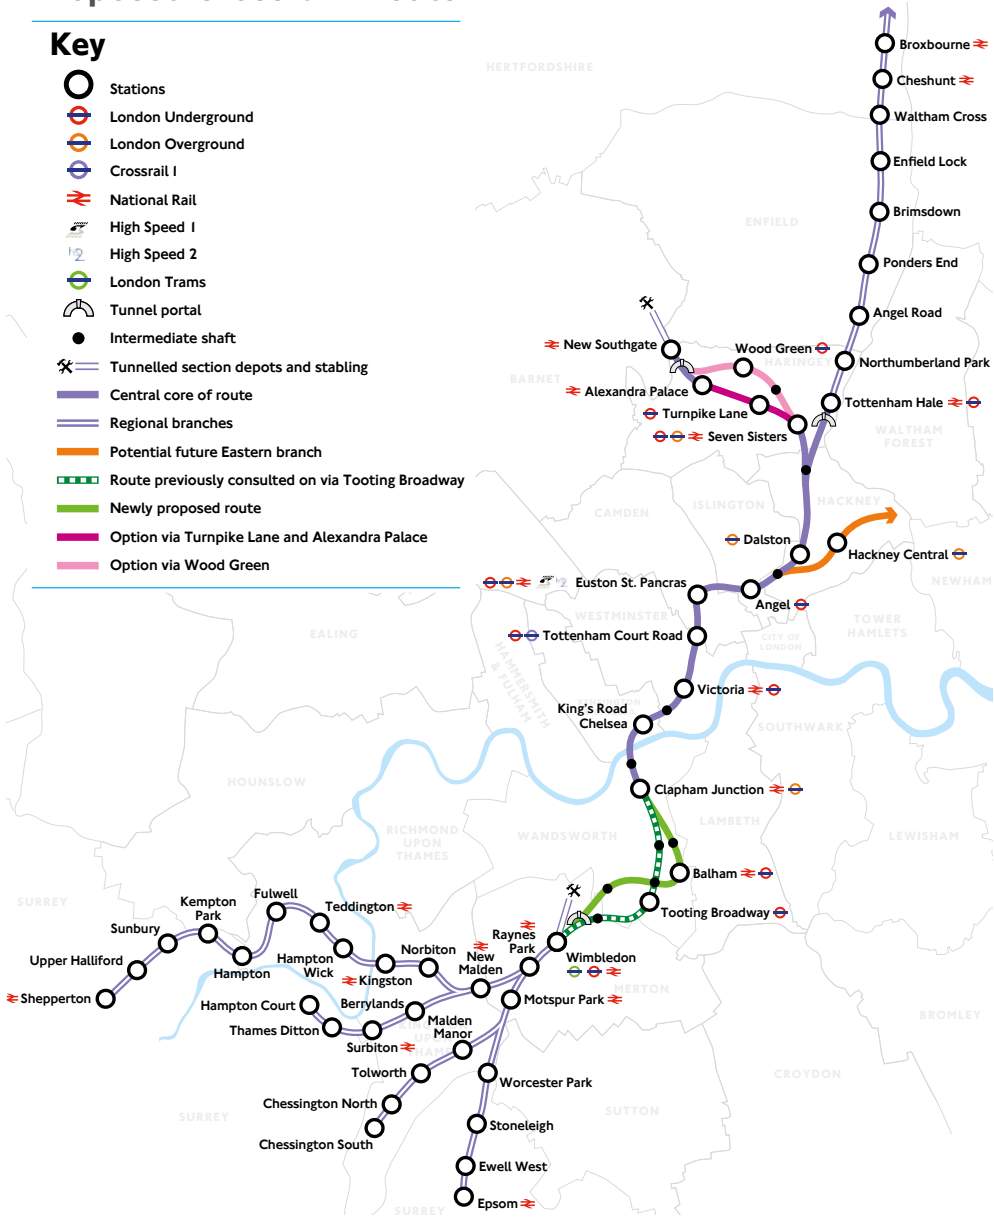 Key
Stations
London Underground
London Overground
Crossrail 1
National Rail
High Speed 1
High Speed 2
London Trams
Tunnel portal
Intermediate shaft
Tunnelled section depots and stabling
Central core of route
Regional branches
Potential future Eastern branch
Route previously consulted on via Tooting Broadway
Newly proposed route
Option via Turnpike Lane and Alexandra Palace
Option via Wood Green
HERTFORDSHIRE
Broxbourne
Cheshunt
Waltham Cross
Enfield Lock
ENFIELD
Brimsdown
Ponders End
Angel Road
New Southgate
Wood Green
HARINGEY
Northumberland Park
BARNET
Alexandra Palace
Tottenham Hale
Turnpike Lane
Seven Sisters
WALTHAM
FOREST
ISLINGTON
HACKNEY
CAMDEN
Dalston
Hackney Central
Euston St. Pancras
NEWHAM
Angel
WESTMINSTER
TOWER
HAMLETS
EALING
Tottenham Court Road
CITY OF
LONDON
HAMMERSMITH
& FULHAM
Victoria
King's Road
Chelsea
SOUTHWARK
HOUNSLOW
Clapham Junction
LAMBETH
RICHMOND
UPON
THAMES
WANDSWORTH
LEWISHAM
Balham
SURREY
Fulwell
Kempton
Park
Teddington
Tooting Broadway
Sunbury
Raynes
Park
Upper Halliford
Hampton
Hampton
Wick
Norbiton
New
Malden
Wimbledon
Kingston
Shepperton
MERTON
Hampton Court
Berrylands
Motspur Park
Thames Ditton
Malden
Manor
BROMLEY
Surbiton
Tolworth
Worcester Park
CROYDON
Chessington North
SURREY
SUTTON
Stoneleigh
Chessington South
Ewell West
Epsom
SURREY